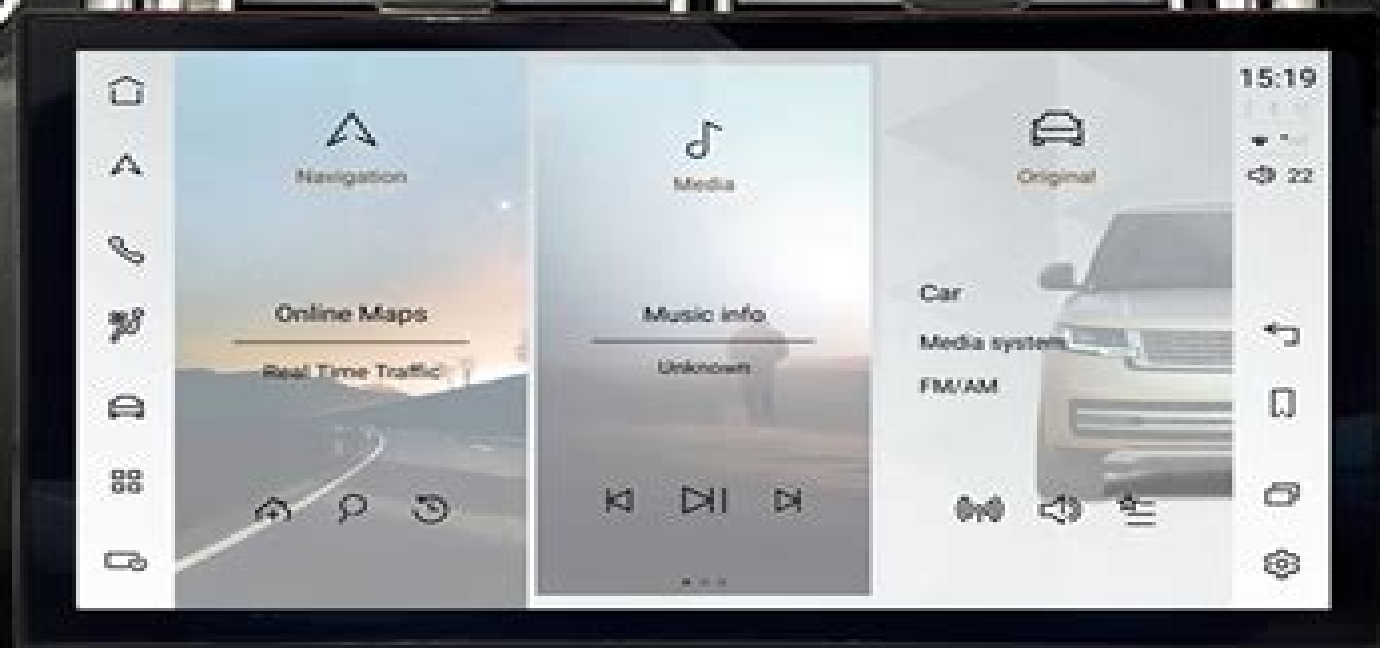 15:19
22
Navigation
Online Maps
Real Time Traffic
Media
Music info
Unknown
Original
Car
Media system
FM/AM